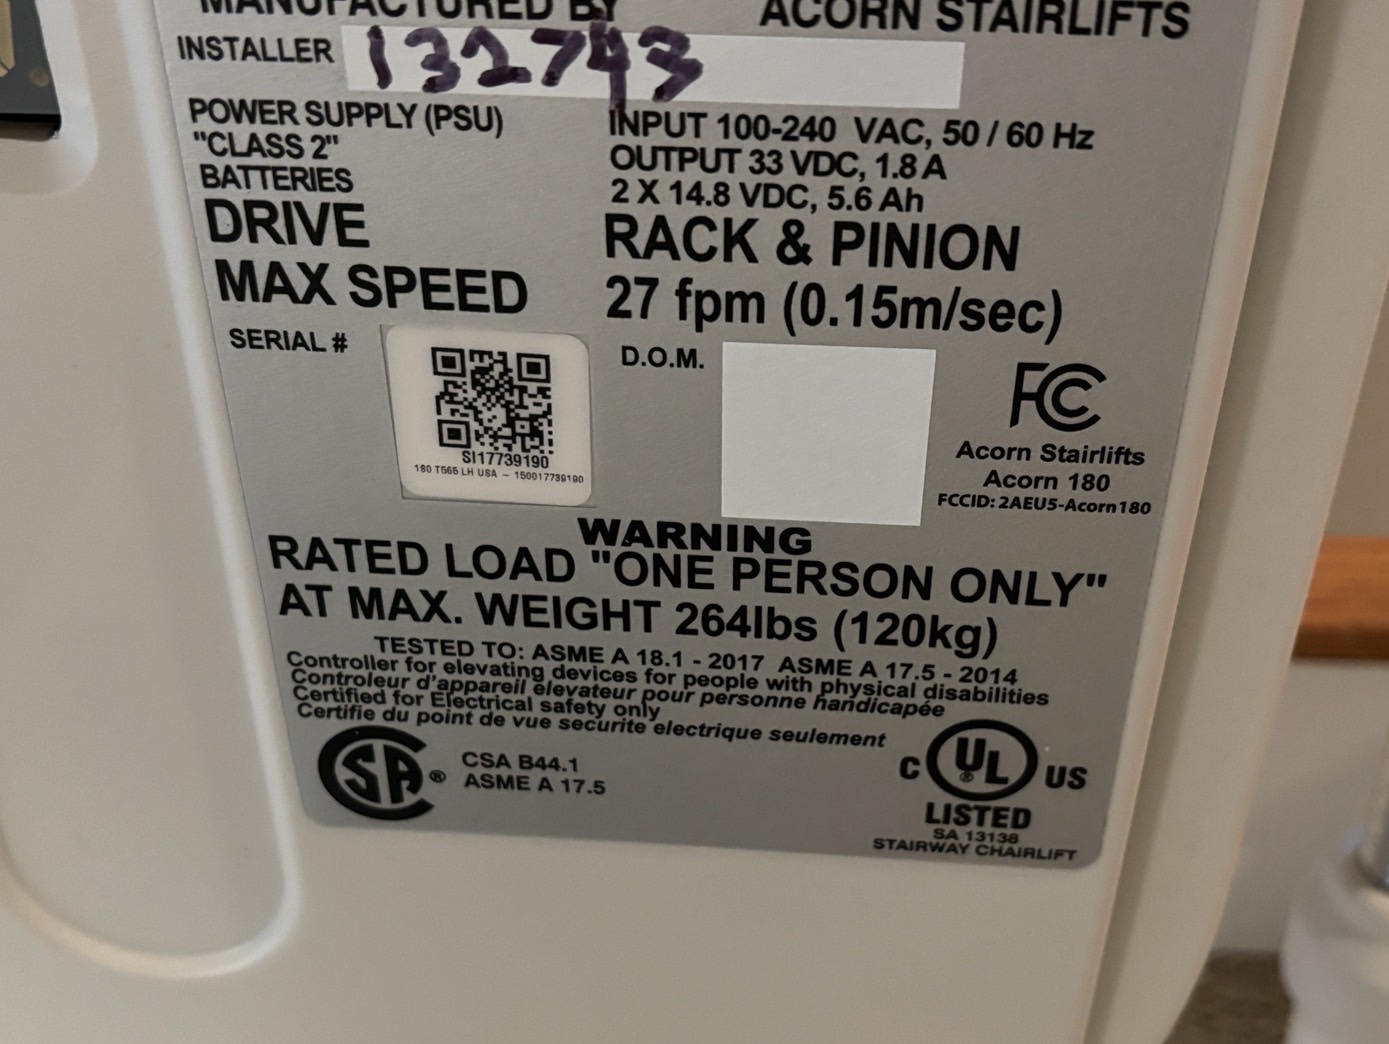 MANUFACTURED BY ACORN STAIRLIFTS
INSTALLER 132743
POWER SUPPLY (PSU) INPUT 100-240 VAC, 50 / 60 Hz
"CLASS 2" OUTPUT 33 VDC, 1.8 A
BATTERIES 2 X 14.8 VDC, 5.6 Ah
DRIVE RACK & PINION
MAX SPEED 27 fpm (0.15m/sec)
SERIAL # D.O.M.
SI17739190
180 T565 LH USA – 150017739190
FC
Acorn Stairlifts
Acorn 180
FCCID: 2AEU5-Acorn180
WARNING
RATED LOAD "ONE PERSON ONLY"
AT MAX. WEIGHT 264lbs (120kg)
TESTED TO: ASME A 18.1 - 2017 ASME A 17.5 - 2014
Controller for elevating devices for people with physical disabilities
Controleur d'appareil elevateur pour personne handicapée
Certified for Electrical safety only
Certifie du point de vue securite electrique seulement
CSA ®
CSA B44.1
ASME A 17.5
C UL ® US
LISTED
SA 13138
STAIRWAY CHAIRLIFT